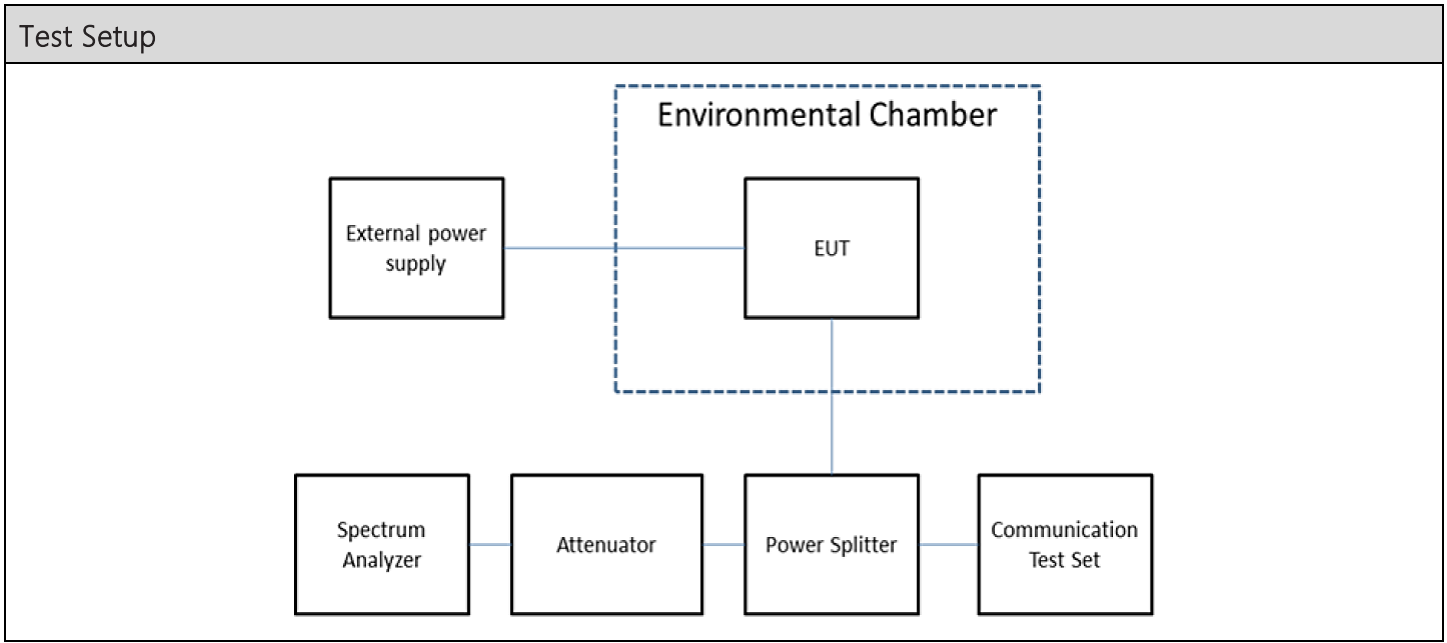 Test Setup
Environmental Chamber
External power
supply
EUT
Spectrum
Analyzer
Attenuator
Power Splitter
Communication
Test Set